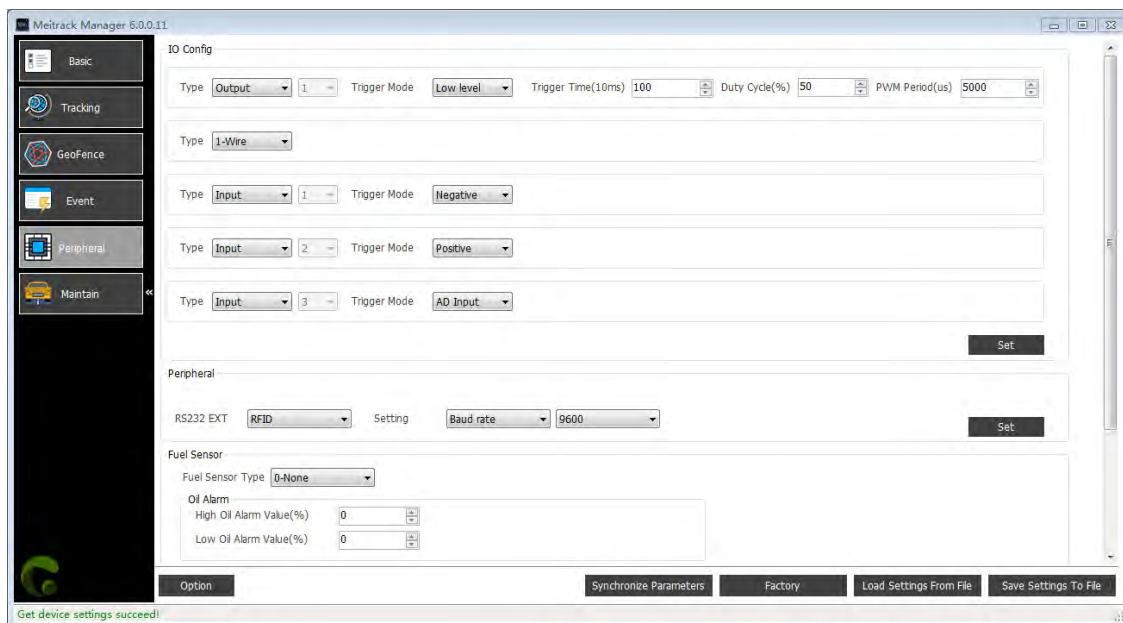 Meitrack Manager 6.0.0.11
Basic
Tracking
GeoFence
Event
Peripheral
Maintain
«
IO Config
Type Output 1 Trigger Mode Low level Trigger Time(10ms) 100 Duty Cycle(%) 50 PWM Period(us) 5000
Type 1-Wire
Type Input 1 Trigger Mode Negative
Type Input 2 Trigger Mode Positive
Type Input 3 Trigger Mode AD Input
Set
Peripheral
RS232 EXT RFID Setting Baud rate 9600
Set
Fuel Sensor
Fuel Sensor Type 0-None
Oil Alarm
High Oil Alarm Value(%) 0
Low Oil Alarm Value(%) 0
Option Synchronize Parameters Factory Load Settings From File Save Settings To File
Get device settings succeed!